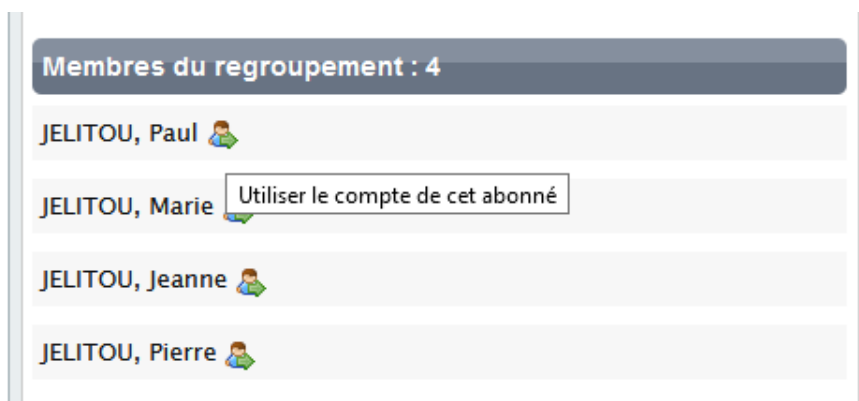 Membres du regroupement : 4
JELITOU, Paul
Utiliser le compte de cet abonné
JELITOU, Marie
JELITOU, Jeanne
JELITOU, Pierre